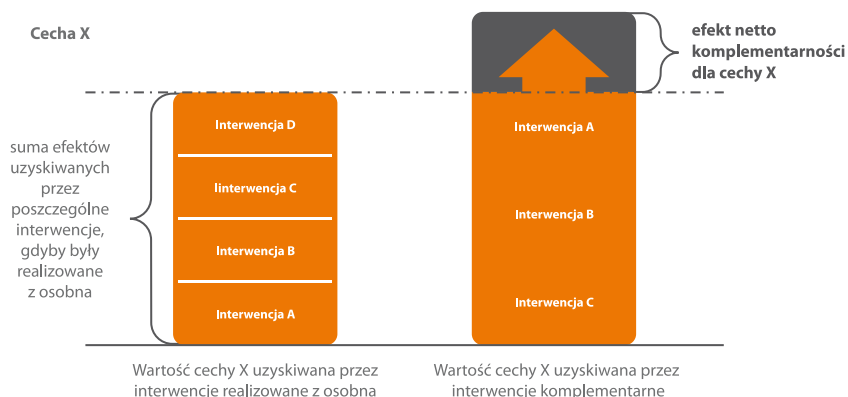 Cecha X
efekt netto
komplementarności
dla cechy X
suma efektów
uzyskiwanych
przez
poszczególne
interwencje,
gdyby były
realizowane
z osobna
Interwencja D
Iinterwencja C
Interwencja B
Interwencja A
Interwencja A
Interwencja B
Interwencja C
Wartość cechy X uzyskiwana przez
interwencje realizowane z osobna
Wartość cechy X uzyskiwana przez
interwencje komplementarne